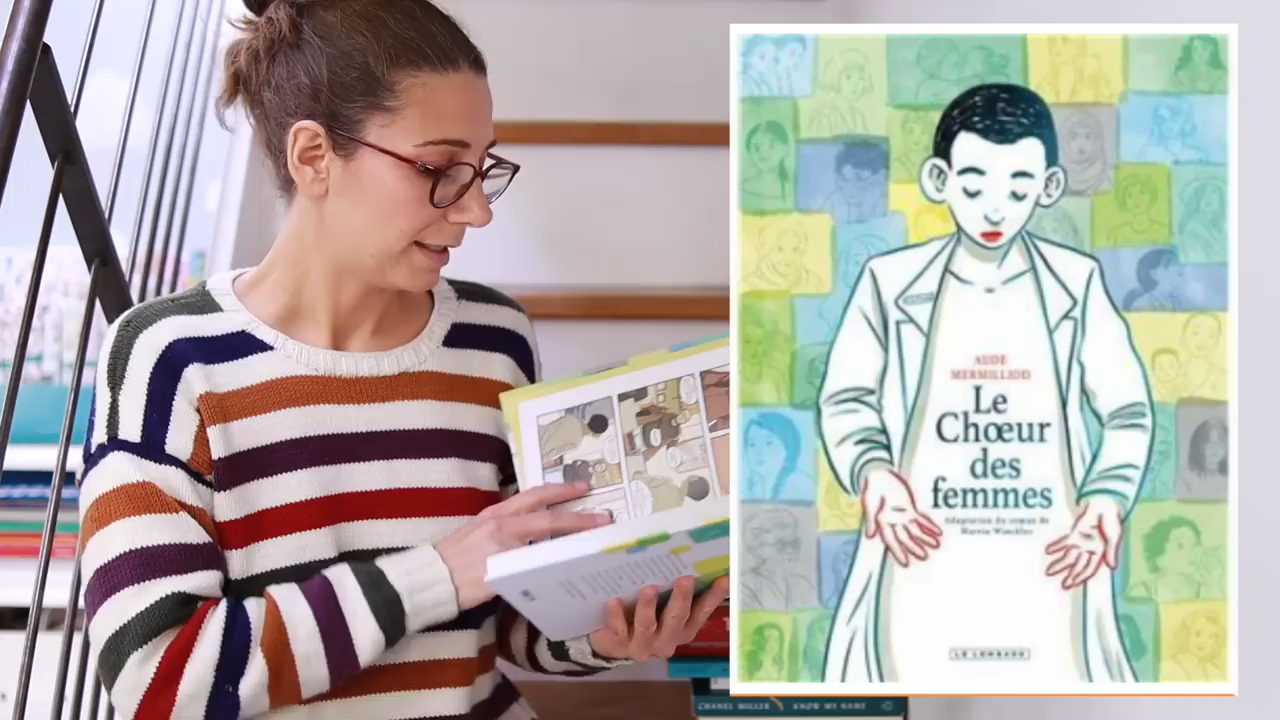 AUDE
MERMILLIOD
Le
Chœur
des
femmes
Adaptation du roman de
Martin Winckler
LE LOMBARD
CHANEL MILLER KNOW MY NAME